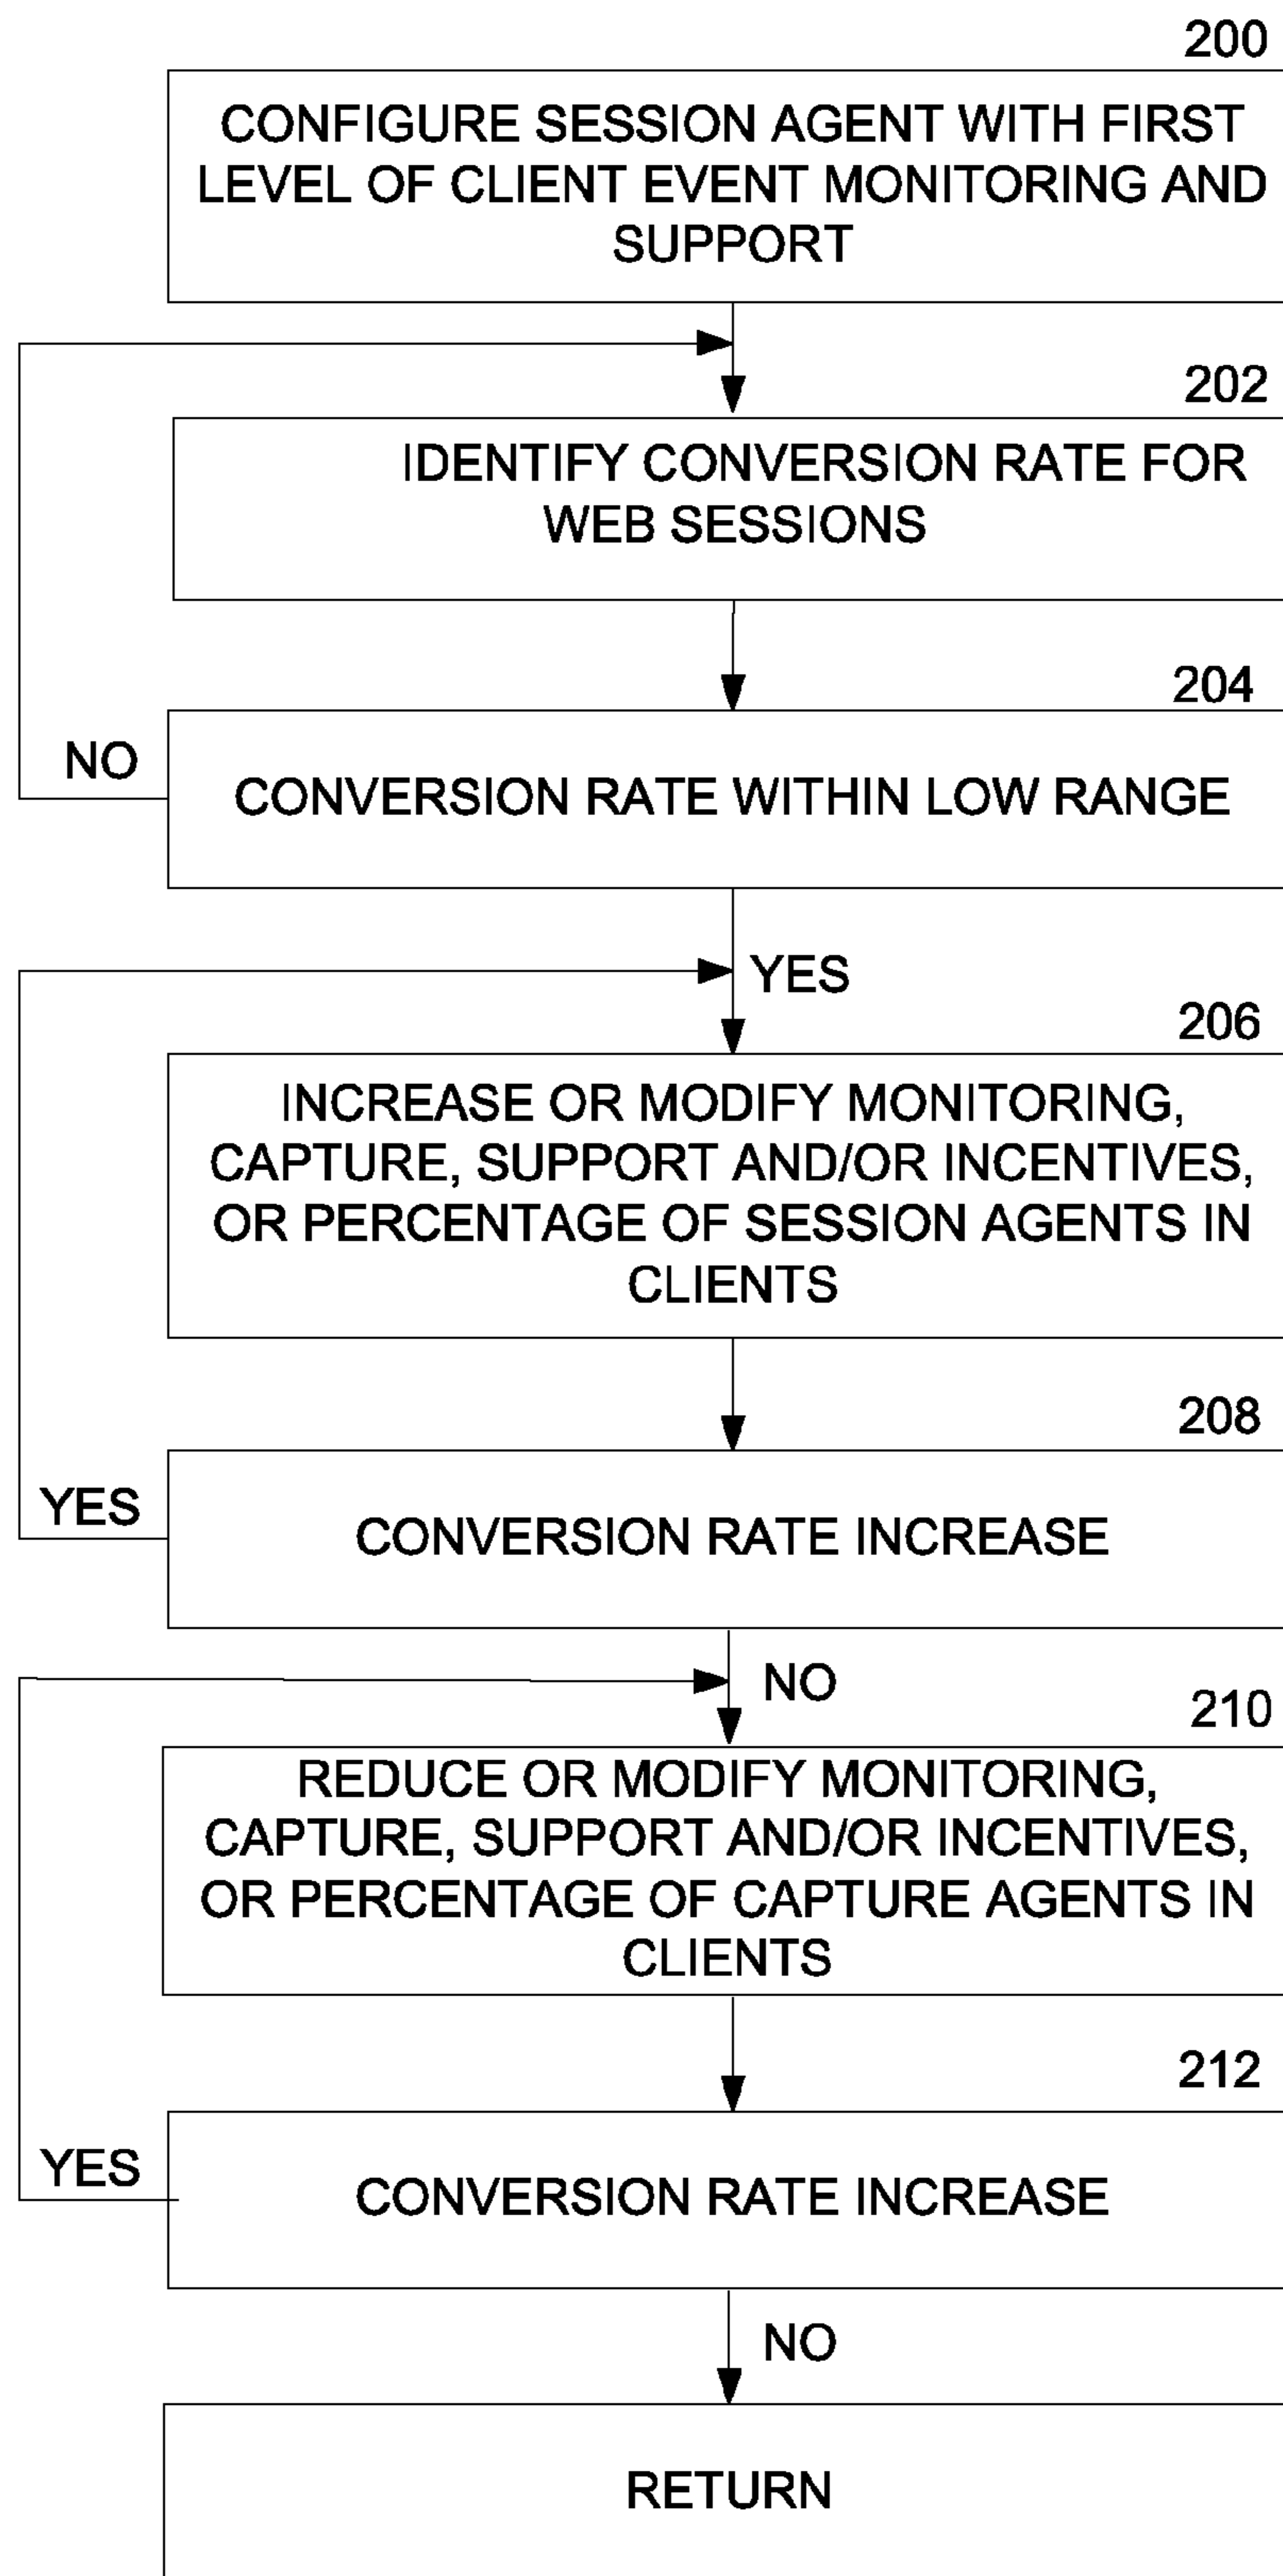 200
CONFIGURE SESSION AGENT WITH FIRST
LEVEL OF CLIENT EVENT MONITORING AND
SUPPORT
202
IDENTIFY CONVERSION RATE FOR
WEB SESSIONS
204
NO
CONVERSION RATE WITHIN LOW RANGE
YES
206
INCREASE OR MODIFY MONITORING,
CAPTURE, SUPPORT AND/OR INCENTIVES,
OR PERCENTAGE OF SESSION AGENTS IN
CLIENTS
208
YES
CONVERSION RATE INCREASE
NO
210
REDUCE OR MODIFY MONITORING,
CAPTURE, SUPPORT AND/OR INCENTIVES,
OR PERCENTAGE OF CAPTURE AGENTS IN
CLIENTS
212
YES
CONVERSION RATE INCREASE
NO
RETURN